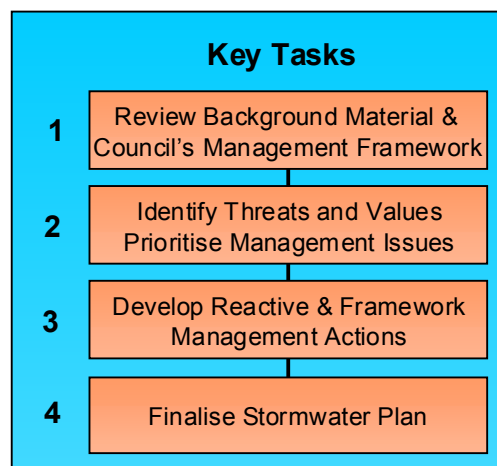 Key Tasks
1
Review Background Material &
Council's Management Framework
2
Identify Threats and Values
Prioritise Management Issues
3
Develop Reactive & Framework
Management Actions
4
Finalise Stormwater Plan